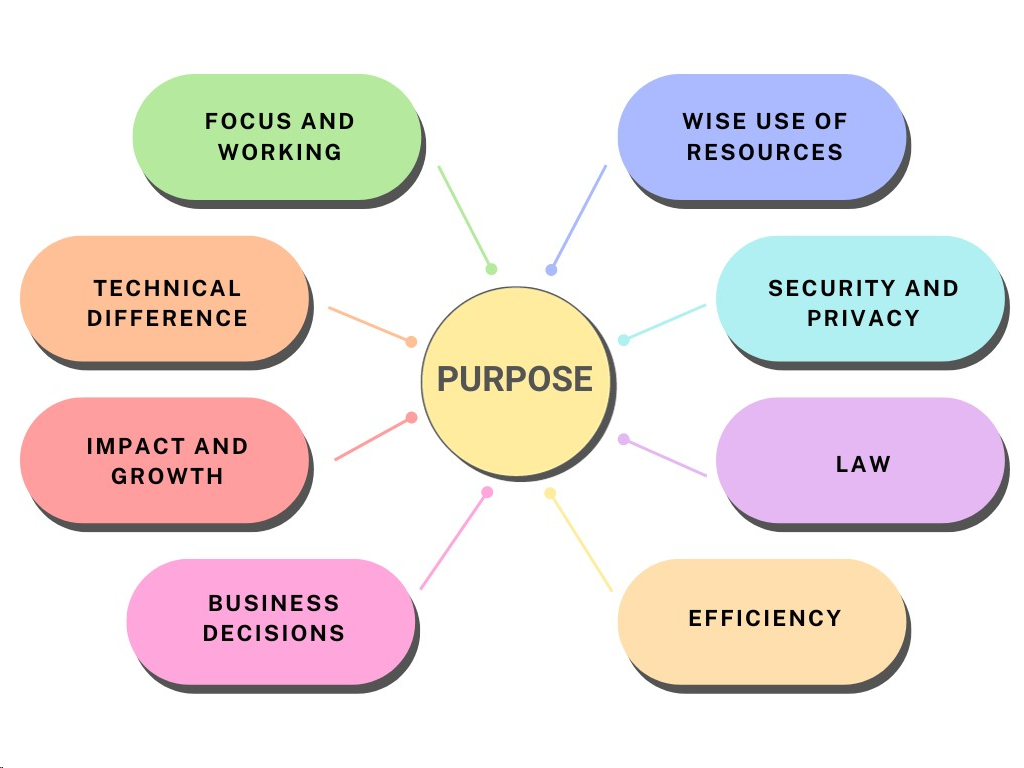 FOCUS AND
WORKING
WISE USE OF
RESOURCES
TECHNICAL
DIFFERENCE
SECURITY AND
PRIVACY
PURPOSE
IMPACT AND
GROWTH
LAW
BUSINESS
DECISIONS
EFFICIENCY